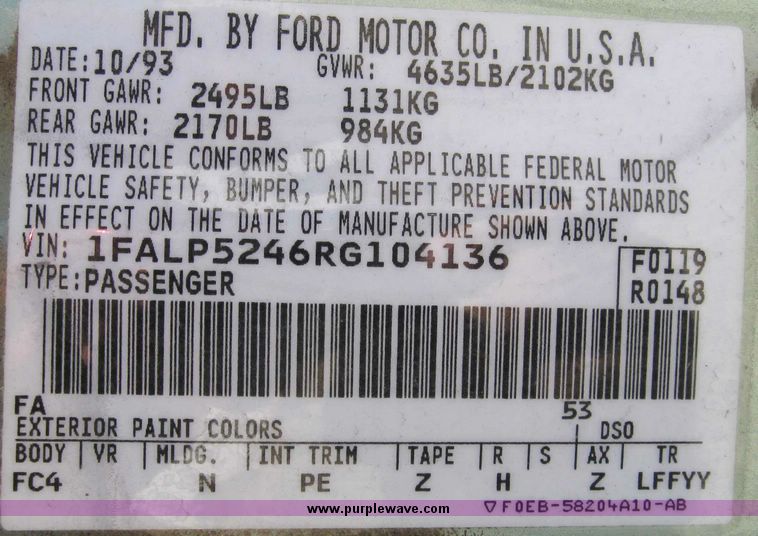 MFD. BY FORD MOTOR CO. IN U.S.A.
DATE: 10/93 GVWR: 4635LB/2102KG
FRONT GAWR: 2495LB 1131KG
REAR GAWR: 2170LB 984KG
THIS VEHICLE CONFORMS TO ALL APPLICABLE FEDERAL MOTOR
VEHICLE SAFETY, BUMPER, AND THEFT PREVENTION STANDARDS
IN EFFECT ON THE DATE OF MANUFACTURE SHOWN ABOVE.
VIN: 1FALP5246RG104136 F0119
TYPE: PASSENGER R0148
FA 53
EXTERIOR PAINT COLORS DSO
BODY VR MLDG. INT TRIM TAPE R S AX TR
FC4 N PE Z H Z LFFYY
www.purplewave.com ▽F0EB-58204A10-AB